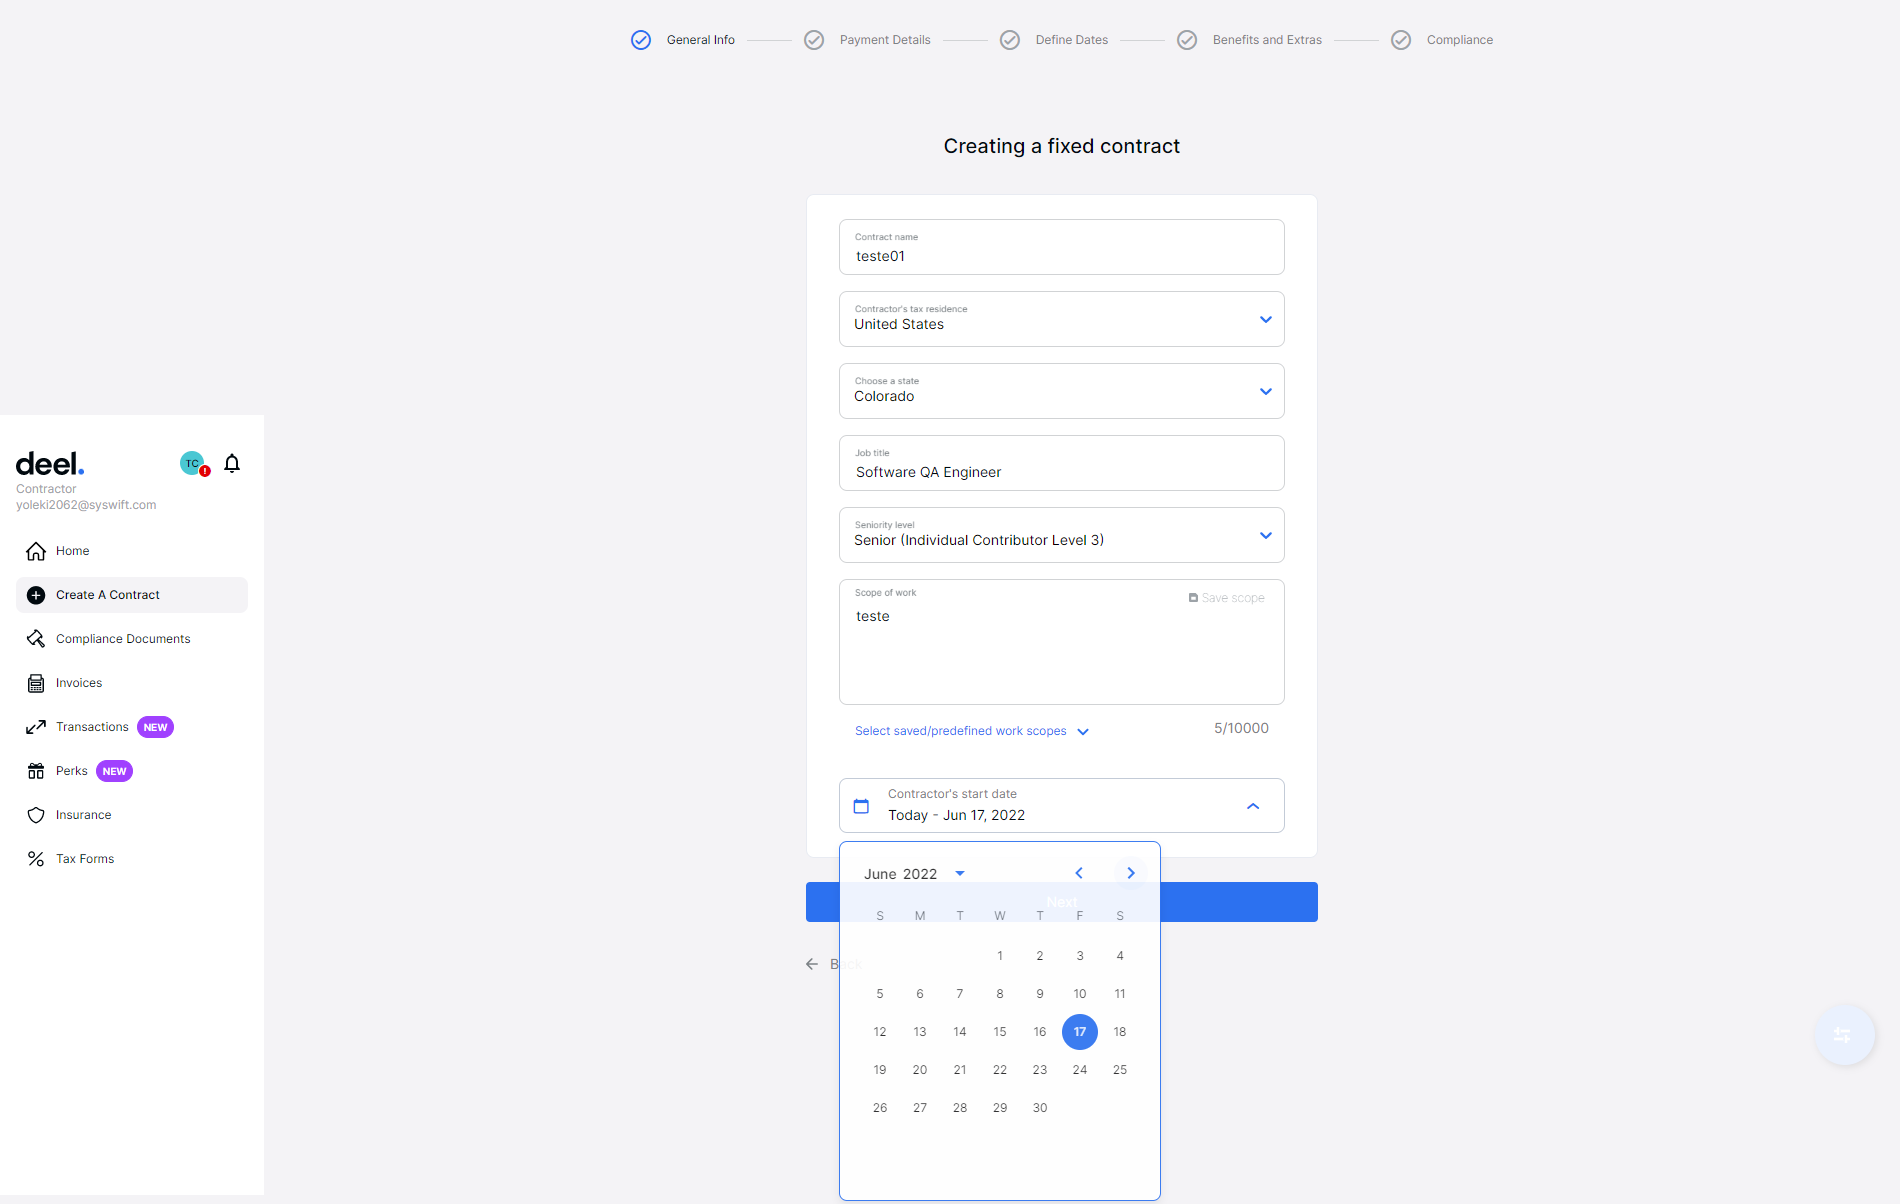 General Info
Payment Details
Define Dates
Benefits and Extras
Compliance
Creating a fixed contract
Contract name
teste01
Contractor's tax residence
United States
Choose a state
Colorado
Job title
Software QA Engineer
Seniority level
Senior (Individual Contributor Level 3)
Scope of work
Save scope
teste
Select saved/predefined work scopes
5/10000
Contractor's start date
Today - Jun 17, 2022
June 2022
Next
S M T W T F S
1 2 3 4
5 6 7 8 9 10 11
12 13 14 15 16 17 18
19 20 21 22 23 24 25
26 27 28 29 30
Back
deel.
TC
Contractor
yoleki2062@syswift.com
Home
Create A Contract
Compliance Documents
Invoices
Transactions NEW
Perks NEW
Insurance
Tax Forms